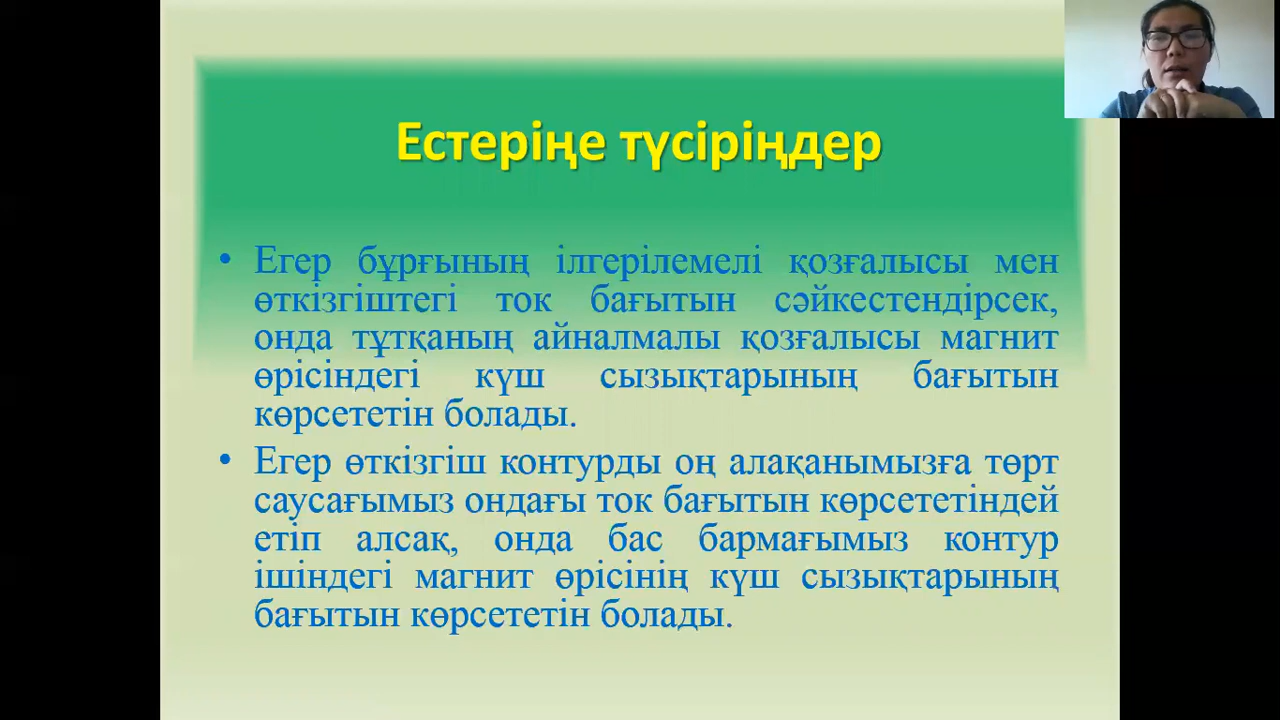 Естеріңе түсіріңдер
• Егер бұрғының ілгерілемелі қозғалысы мен
өткізгіштегі ток бағытын сәйкестендірсек,
онда тұтқаның айналмалы қозғалысы магнит
өрісіндегі күш сызықтарының бағытын
көрсететін болады.
• Егер өткізгіш контурды оң алақанымызға төрт
саусағымыз ондағы ток бағытын көрсететіндей
етіп алсақ, онда бас бармағымыз контур
ішіндегі магнит өрісінің күш сызықтарының
бағытын көрсететін болады.